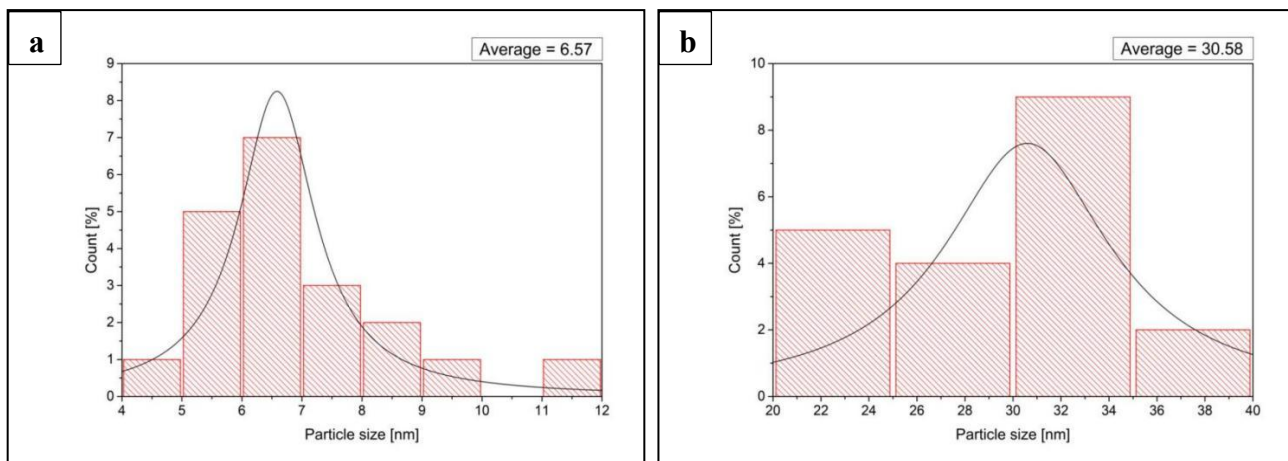 a
Average = 6.57
9
8
7
6
5
4
3
2
1
0
Count [%]
4 5 6 7 8 9 10 11 12
Particle size [nm]
b
Average = 30.58
10
8
6
4
2
0
Count [%]
20 22 24 26 28 30 32 34 36 38 40
Particle size [nm]